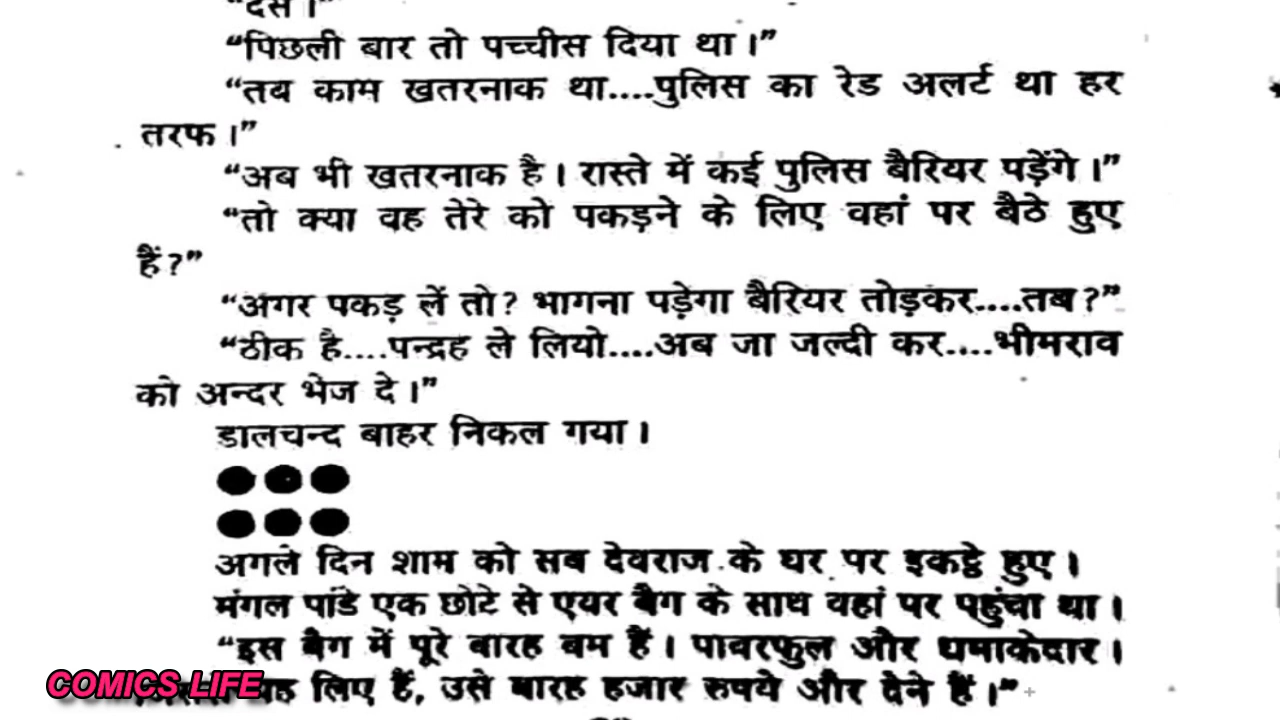 “दस।”
“पिछली बार तो पच्चीस दिया था।”
“तब काम खतरनाक था....पुलिस का रेड अलर्ट था हर
तरफ।”
“अब भी खतरनाक है। रास्ते में कई पुलिस बैरियर पड़ेंगे।”
“तो क्या वह तेरे को पकड़ने के लिए वहां पर बैठे हुए
हैं?”
“अगर पकड़ लें तो? भागना पड़ेगा बैरियर तोड़कर....तब?”
“ठीक है....पन्द्रह ले लियो....अब जा जल्दी कर....भीमराव
को अन्दर भेज दे।”
डालचन्द बाहर निकल गया।
अगले दिन शाम को सब देवराज के घर पर इकट्ठे हुए।
मंगल पांडे एक छोटे से एयर बैग के साथ वहां पर पहुंचा था।
“इस बैग में पूरे बारह बम हैं। पावरफुल और धमाकेदार।
लिए हैं, उसे बारह हजार रुपये और देने हैं।”
COMICS LIFE